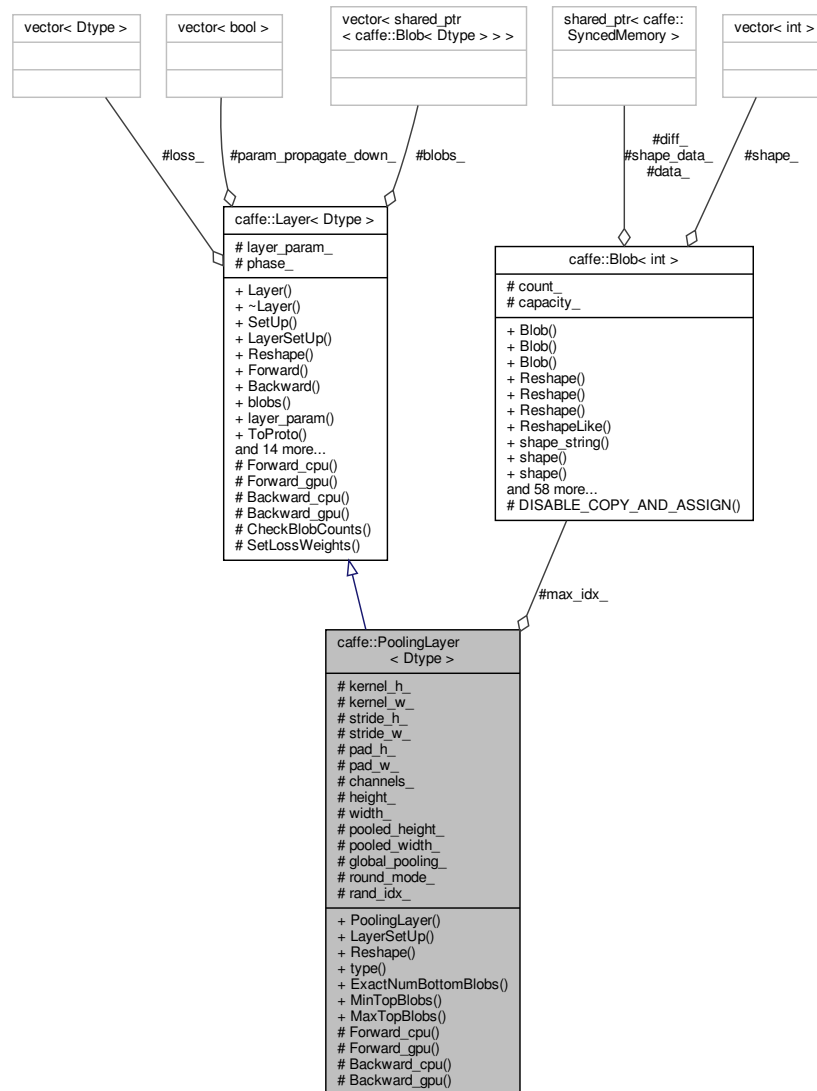 vector< Dtype >
vector< bool >
vector< shared_ptr
< caffe::Blob< Dtype > > >
shared_ptr< caffe::
SyncedMemory >
vector< int >
#loss_
#param_propagate_down_
#blobs_
#diff_
#shape_data_
#data_
#shape_
caffe::Layer< Dtype >
# layer_param_
# phase_
+ Layer()
+ ~Layer()
+ SetUp()
+ LayerSetUp()
+ Reshape()
+ Forward()
+ Backward()
+ blobs()
+ layer_param()
+ ToProto()
and 14 more...
# Forward_cpu()
# Forward_gpu()
# Backward_cpu()
# Backward_gpu()
# CheckBlobCounts()
# SetLossWeights()
caffe::Blob< int >
# count_
# capacity_
+ Blob()
+ Blob()
+ Blob()
+ Reshape()
+ Reshape()
+ Reshape()
+ ReshapeLike()
+ shape_string()
+ shape()
+ shape()
and 58 more...
# DISABLE_COPY_AND_ASSIGN()
#max_idx_
caffe::PoolingLayer
< Dtype >
# kernel_h_
# kernel_w_
# stride_h_
# stride_w_
# pad_h_
# pad_w_
# channels_
# height_
# width_
# pooled_height_
# pooled_width_
# global_pooling_
# round_mode_
# rand_idx_
+ PoolingLayer()
+ LayerSetUp()
+ Reshape()
+ type()
+ ExactNumBottomBlobs()
+ MinTopBlobs()
+ MaxTopBlobs()
# Forward_cpu()
# Forward_gpu()
# Backward_cpu()
# Backward_gpu()